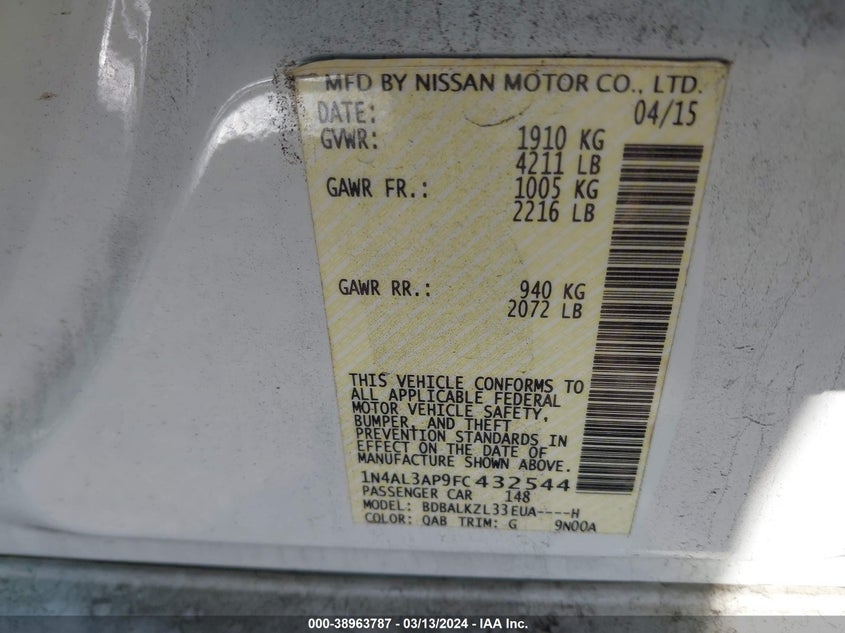 MFD BY NISSAN MOTOR CO., LTD.
DATE: 04/15
GVWR: 1910 KG
4211 LB
GAWR FR.: 1005 KG
2216 LB
GAWR RR.: 940 KG
2072 LB
THIS VEHICLE CONFORMS TO
ALL APPLICABLE FEDERAL
MOTOR VEHICLE SAFETY,
BUMPER, AND THEFT
PREVENTION STANDARDS IN
EFFECT ON THE DATE OF
MANUFACTURE SHOWN ABOVE.
1N4AL3AP9FC432544
PASSENGER CAR 148
MODEL: BDBALKZL33EUA----H
COLOR: QAB TRIM: G 9N00A
000-38963787 - 03/13/2024 - IAA, Inc.